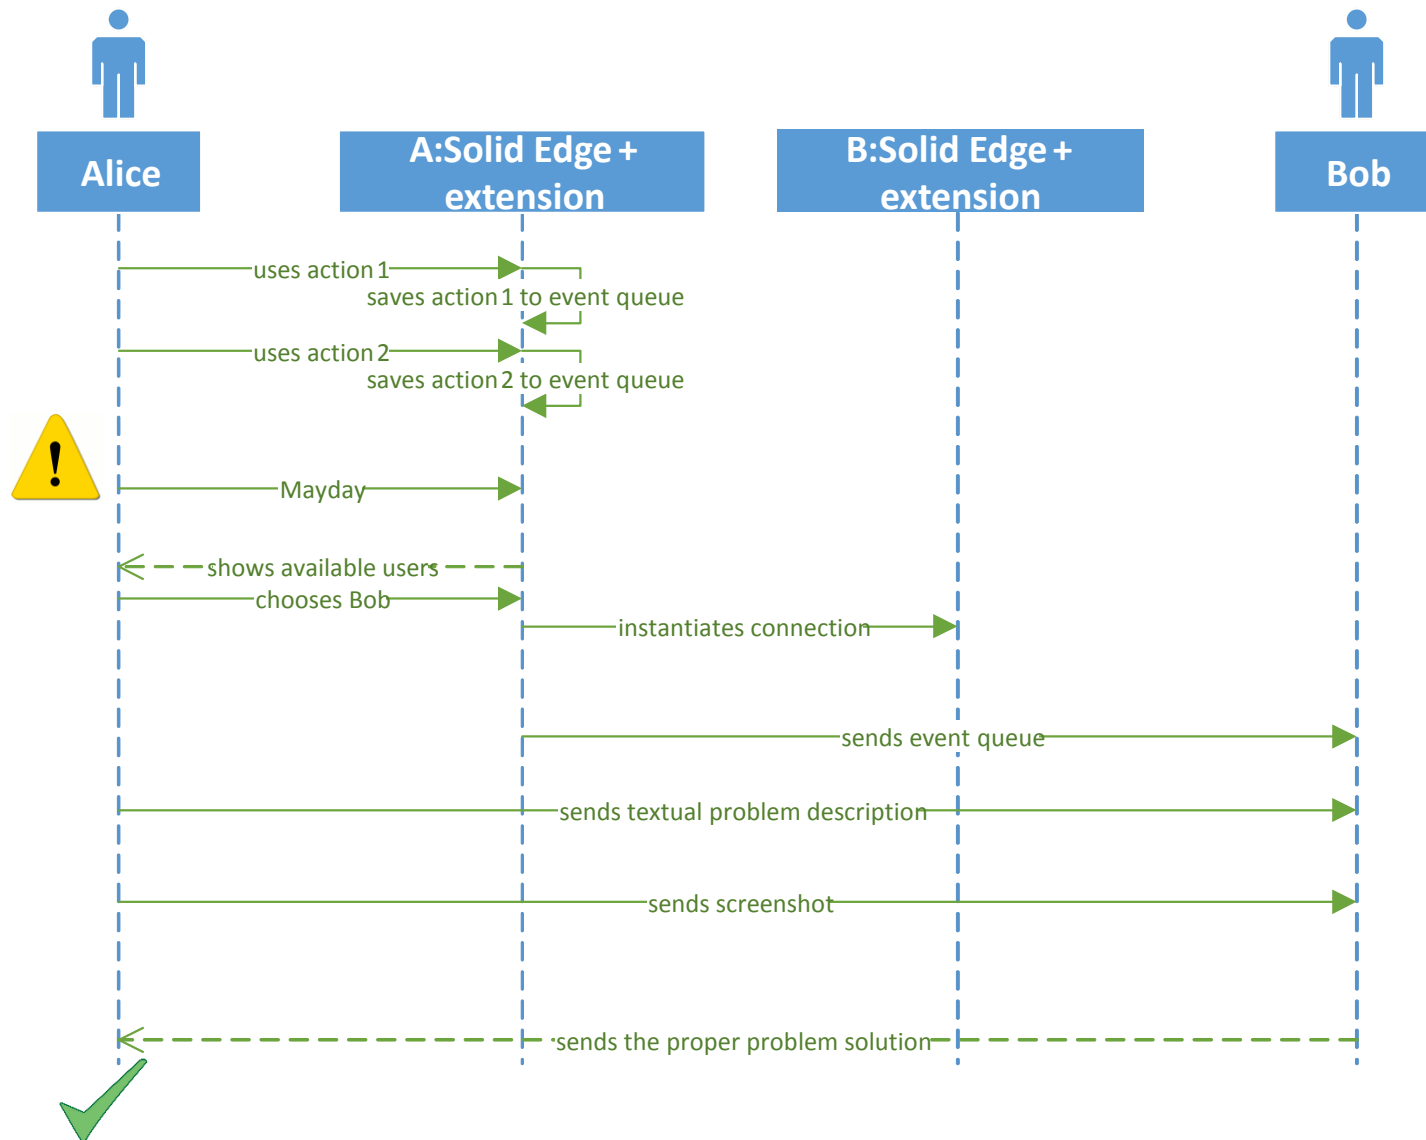 Alice
A:Solid Edge +
extension
B:Solid Edge +
extension
Bob
uses action 1
saves action 1 to event queue
uses action 2
saves action 2 to event queue
!
Mayday
shows available users
chooses Bob
instantiates connection
sends event queue
sends textual problem description
sends screenshot
sends the proper problem solution